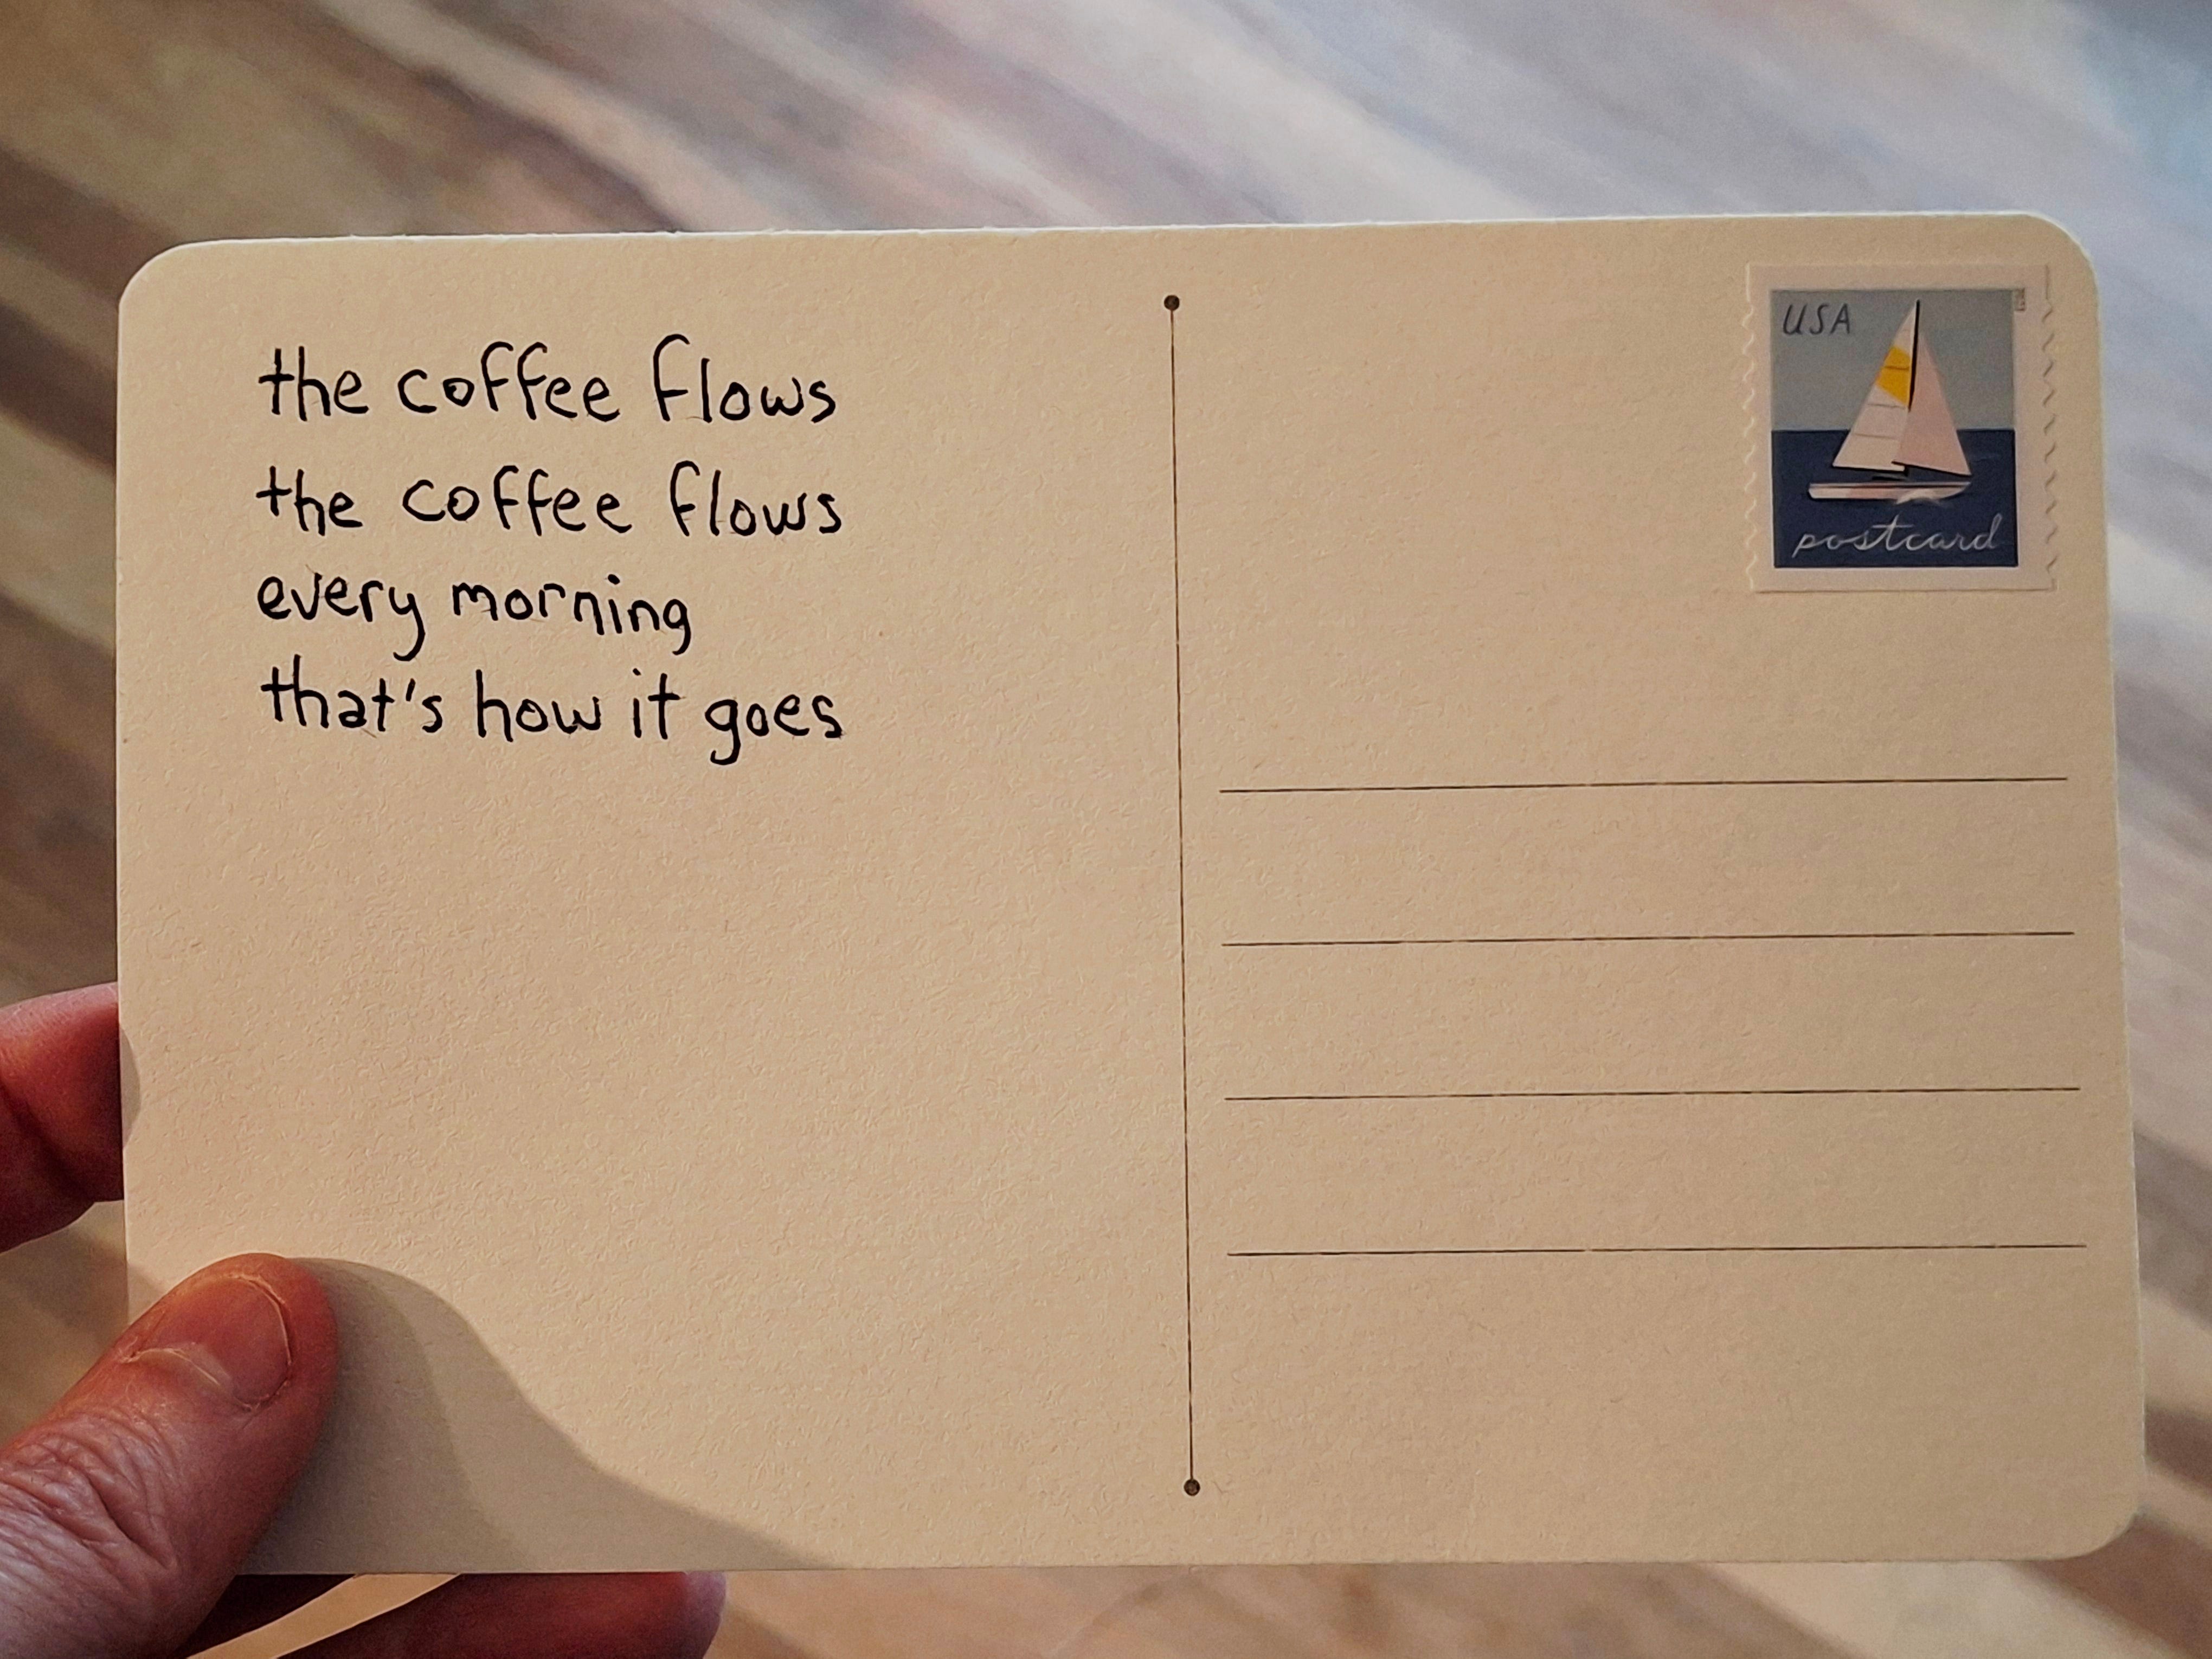 the coffee flows
the coffee flows
every morning
that's how it goes
USA
postcard